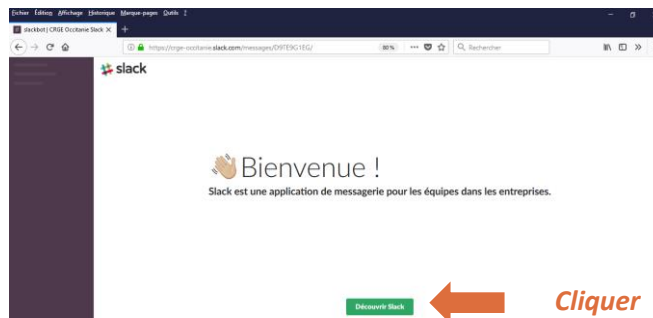 Fichier Édition Affichage Historique Marque-pages Outils ?
slackbot | CRGE Occitanie Slack × +
https://crge-occitanie.slack.com/messages/D9TE9G1EG/ 80 % Rechercher
slack
Bienvenue !
Slack est une application de messagerie pour les équipes dans les entreprises.
Découvrir Slack
Cliquer